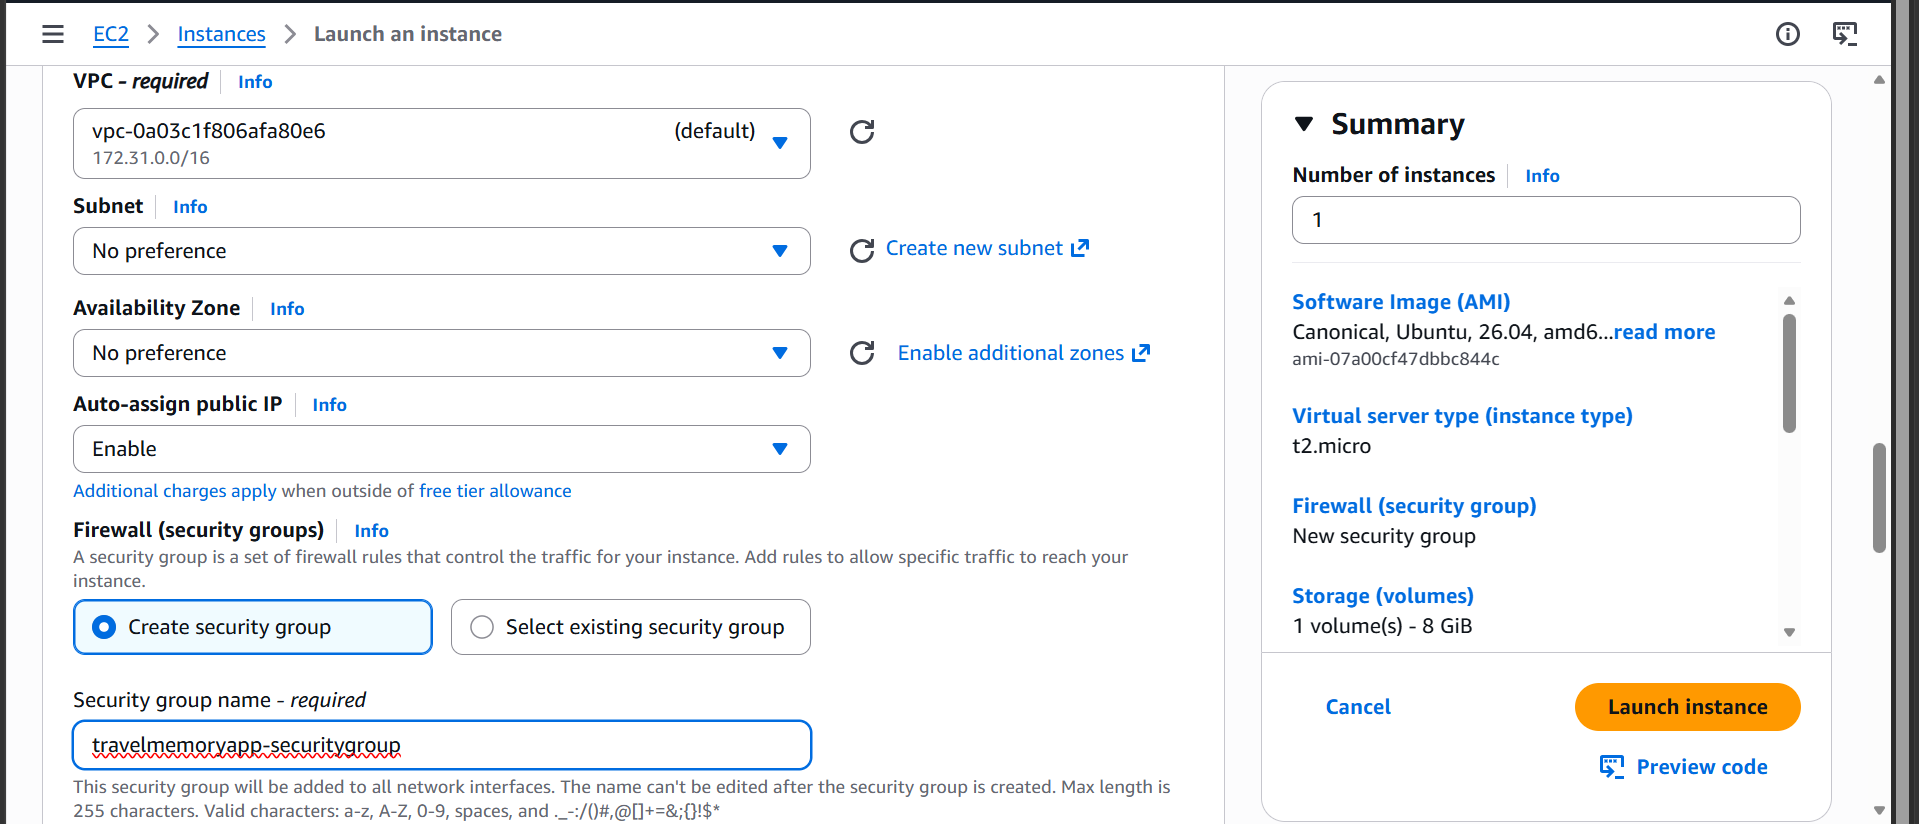 EC2 Instances Launch an instance
VPC - required Info
vpc-0a03c1f806afa80e6 (default)
172.31.0.0/16
Subnet Info
No preference
Create new subnet
Availability Zone Info
No preference
Enable additional zones
Auto-assign public IP Info
Enable
Additional charges apply when outside of free tier allowance
Firewall (security groups) Info
A security group is a set of firewall rules that control the traffic for your instance. Add rules to allow specific traffic to reach your
instance.
Create security group
Select existing security group
Security group name - required
travelmemoryapp-securitygroup
This security group will be added to all network interfaces. The name can't be edited after the security group is created. Max length is
255 characters. Valid characters: a-z, A-Z, 0-9, spaces, and ._-:/()#,@[]+=&;{}!$*
Summary
Number of instances Info
1
Software Image (AMI)
Canonical, Ubuntu, 26.04, amd6...read more
ami-07a00cf47dbbc844c
Virtual server type (instance type)
t2.micro
Firewall (security group)
New security group
Storage (volumes)
1 volume(s) - 8 GiB
Cancel
Launch instance
Preview code